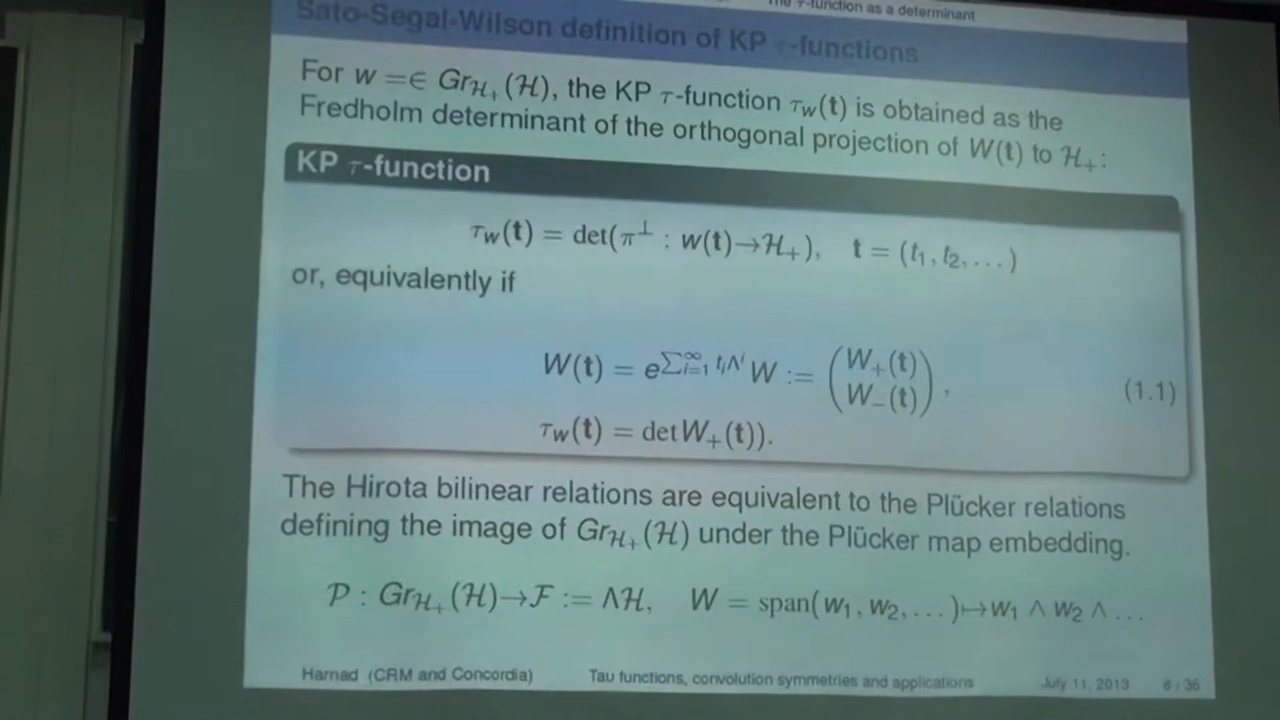 The τ-function as a determinant
Sato-Segal-Wilson definition of KP τ-functions
For w =∈ Gr_{ℋ₊}(ℋ), the KP τ-function τ_w(t) is obtained as the
Fredholm determinant of the orthogonal projection of W(t) to ℋ₊:
KP τ-function
τ_w(t) = det(π^⊥ : w(t)→ℋ₊), t = (t₁, t₂, …)
or, equivalently if
W(t) = e^{∑_{i=1}^∞ t_iΛ^i} W := (W₊(t) W₋(t)), (1.1)
τ_w(t) = detW₊(t)).
The Hirota bilinear relations are equivalent to the Plücker relations
defining the image of Gr_{ℋ₊}(ℋ) under the Plücker map embedding.
𝒫 : Gr_{ℋ₊}(ℋ)→ℱ := Λℋ, W = span(w₁, w₂, …)↦w₁ ∧ w₂ ∧ …
Harnad (CRM and Concordia) Tau functions, convolution symmetries and applications July 11, 2013 8 / 36